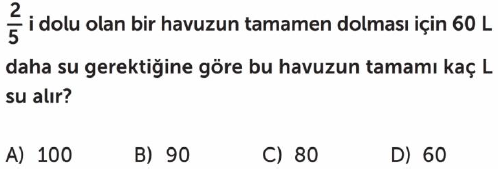 2/5 i dolu olan bir havuzun tamamen dolması için 60 L
daha su gerektiğine göre bu havuzun tamamı kaç L
su alır?
A) 100 B) 90 C) 80 D) 60